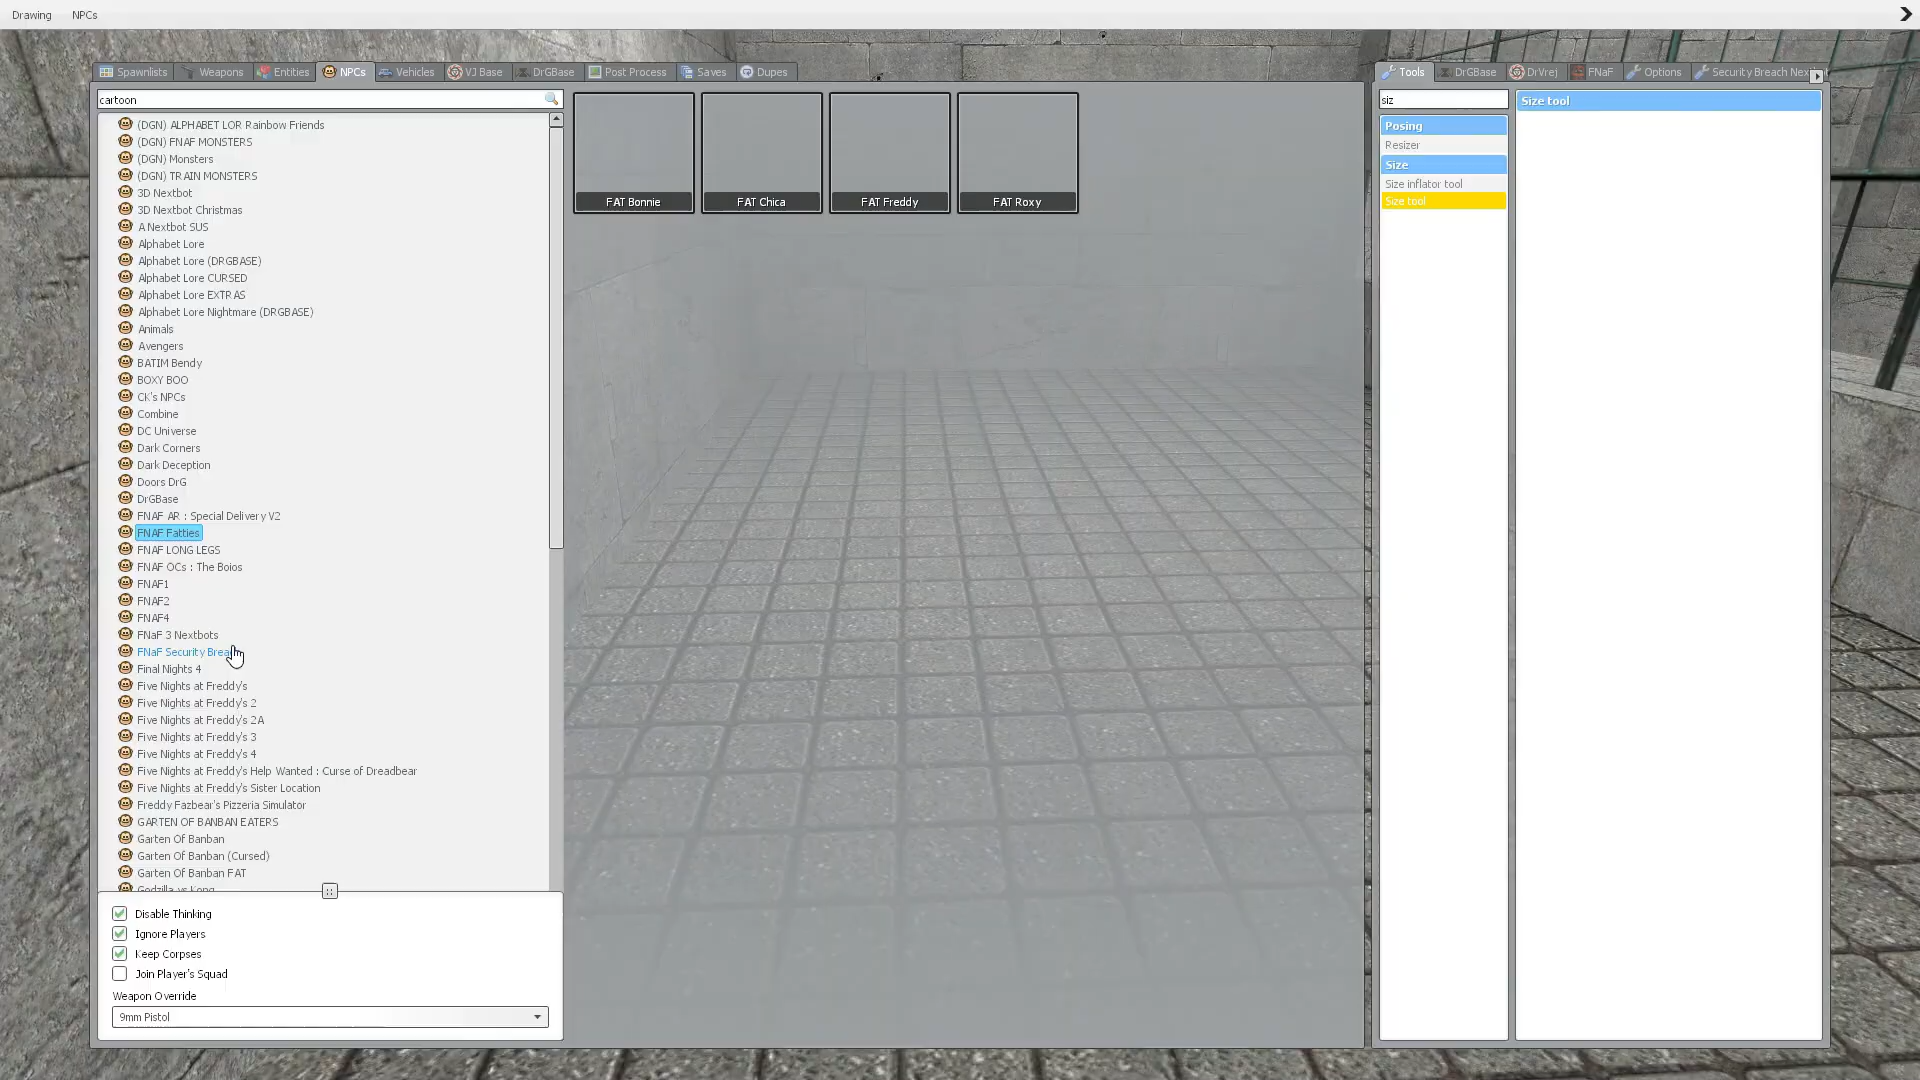 Drawing NPCs
Spawnlists Weapons Entities NPCs Vehicles VJ Base DrGBase Post Process Saves Dupes
cartoon
(DGN) ALPHABET LOR Rainbow Friends
(DGN) FNAF MONSTERS
(DGN) Monsters
(DGN) TRAIN MONSTERS
3D Nextbot
3D Nextbot Christmas
A Nextbot SUS
Alphabet Lore
Alphabet Lore (DRGBASE)
Alphabet Lore CURSED
Alphabet Lore EXTRAS
Alphabet Lore Nightmare (DRGBASE)
Animals
Avengers
BATIM Bendy
BOXY BOO
CK's NPCs
Combine
DC Universe
Dark Corners
Dark Deception
Doors DrG
DrGBase
FNAF AR : Special Delivery V2
FNAF Fatties
FNAF LONG LEGS
FNAF OCs : The Boios
FNAF1
FNAF2
FNAF4
FNaF 3 Nextbots
FNaF Security
Final Nights 4
Five Nights at Freddy's
Five Nights at Freddy's 2
Five Nights at Freddy's 2A
Five Nights at Freddy's 3
Five Nights at Freddy's 4
Five Nights at Freddy's Help Wanted : Curse of Dreadbear
Five Nights at Freddy's Sister Location
Freddy Fazbear's Pizzeria Simulator
GARTEN OF BANBAN EATERS
Garten Of Banban
Garten Of Banban (Cursed)
Garten Of Banban FAT
Godzilla vs Kong
Disable Thinking
Ignore Players
Keep Corpses
Join Player's Squad
Weapon Override
9mm Pistol
FAT Bonnie FAT Chica FAT Freddy FAT Roxy
Tools DrGBase DrVrej FNaF Options Security Breach
siz
Posing
Resizer
Size
Size inflator tool
Size tool
Size tool